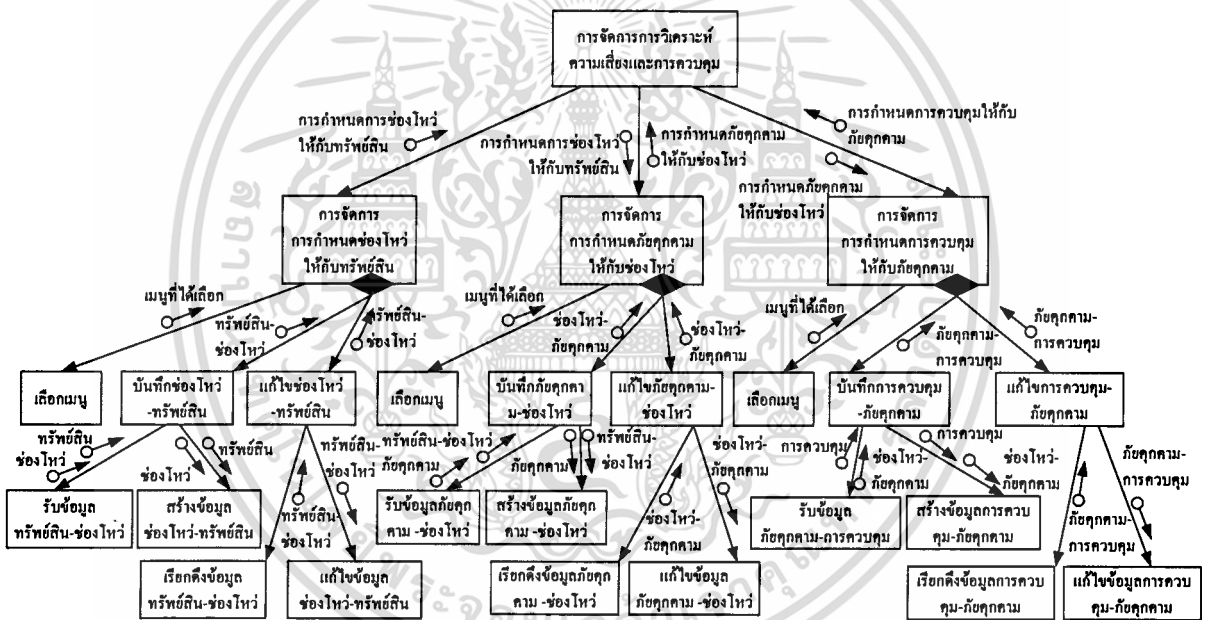 การจัดการการวิเคราะห์
ความเสี่ยงและการควบคุม
การกำหนดการช่องโหว่
ให้กับทรัพย์สิน
การกำหนดการช่องโหว่
ให้กับทรัพย์สิน
การกำหนดภัยคุกคาม
ให้กับช่องโหว่
การกำหนดการควบคุมให้กับ
ภัยคุกคาม
การกำหนดภัยคุกคาม
ให้กับช่องโหว่
การจัดการ
การกำหนดช่องโหว่
ให้กับทรัพย์สิน
การจัดการ
การกำหนดภัยคุกคาม
ให้กับช่องโหว่
การจัดการ
การกำหนดการควบคุม
ให้กับภัยคุกคาม
เมนูที่ได้เลือก
ทรัพย์สิน-
ช่องโหว่
ทรัพย์สิน-
ช่องโหว่
เมนูที่ได้เลือก
ช่องโหว่-
ภัยคุกคาม
ช่องโหว่-
ภัยคุกคาม
เมนูที่ได้เลือก
ภัยคุกคาม-
การควบคุม
ภัยคุกคาม-
การควบคุม
เลือกเมนู
บันทึกช่องโหว่
-ทรัพย์สิน
แก้ไขช่องโหว่
-ทรัพย์สิน
เลือกเมนู
บันทึกภัยคุกคา
ม-ช่องโหว่
แก้ไขภัยคุกคาม-
ช่องโหว่
เลือกเมนู
บันทึกการควบคุม
-ภัยคุกคาม
แก้ไขการควบคุม-
ภัยคุกคาม
ทรัพย์สิน
ช่องโหว่
ทรัพย์สิน
ช่องโหว่
ทรัพย์สิน-
ช่องโหว่
ทรัพย์สิน-
ช่องโหว่
ทรัพย์สิน-ช่องโหว่
ภัยคุกคาม
ภัยคุกคาม
ทรัพย์สิน-
ช่องโหว่
ช่องโหว่-
ภัยคุกคาม
ช่องโหว่-
ภัยคุกคาม
การควบคุม
ช่องโหว่-
ภัยคุกคาม
การควบคุม
ช่องโหว่-
ภัยคุกคาม
ภัยคุกคาม-
การควบคุม
ภัยคุกคาม-
การควบคุม
รับข้อมูล
ทรัพย์สิน-ช่องโหว่
สร้างข้อมูล
ช่องโหว่-ทรัพย์สิน
รับข้อมูลภัยคุก
คาม -ช่องโหว่
สร้างข้อมูลภัยคุก
คาม -ช่องโหว่
รับข้อมูล
ภัยคุกคาม-การควบคุม
สร้างข้อมูลการควบ
คุม-ภัยคุกคาม
เรียกดึงข้อมูล
ทรัพย์สิน-ช่องโหว่
แก้ไขข้อมูล
ช่องโหว่-ทรัพย์สิน
เรียกดึงข้อมูลภัยคุก
คาม -ช่องโหว่
แก้ไขข้อมูล
ภัยคุกคาม -ช่องโหว่
เรียกดึงข้อมูลการควบ
คุม-ภัยคุกคาม
แก้ไขข้อมูลการควบ
คุม-ภัยคุกคาม